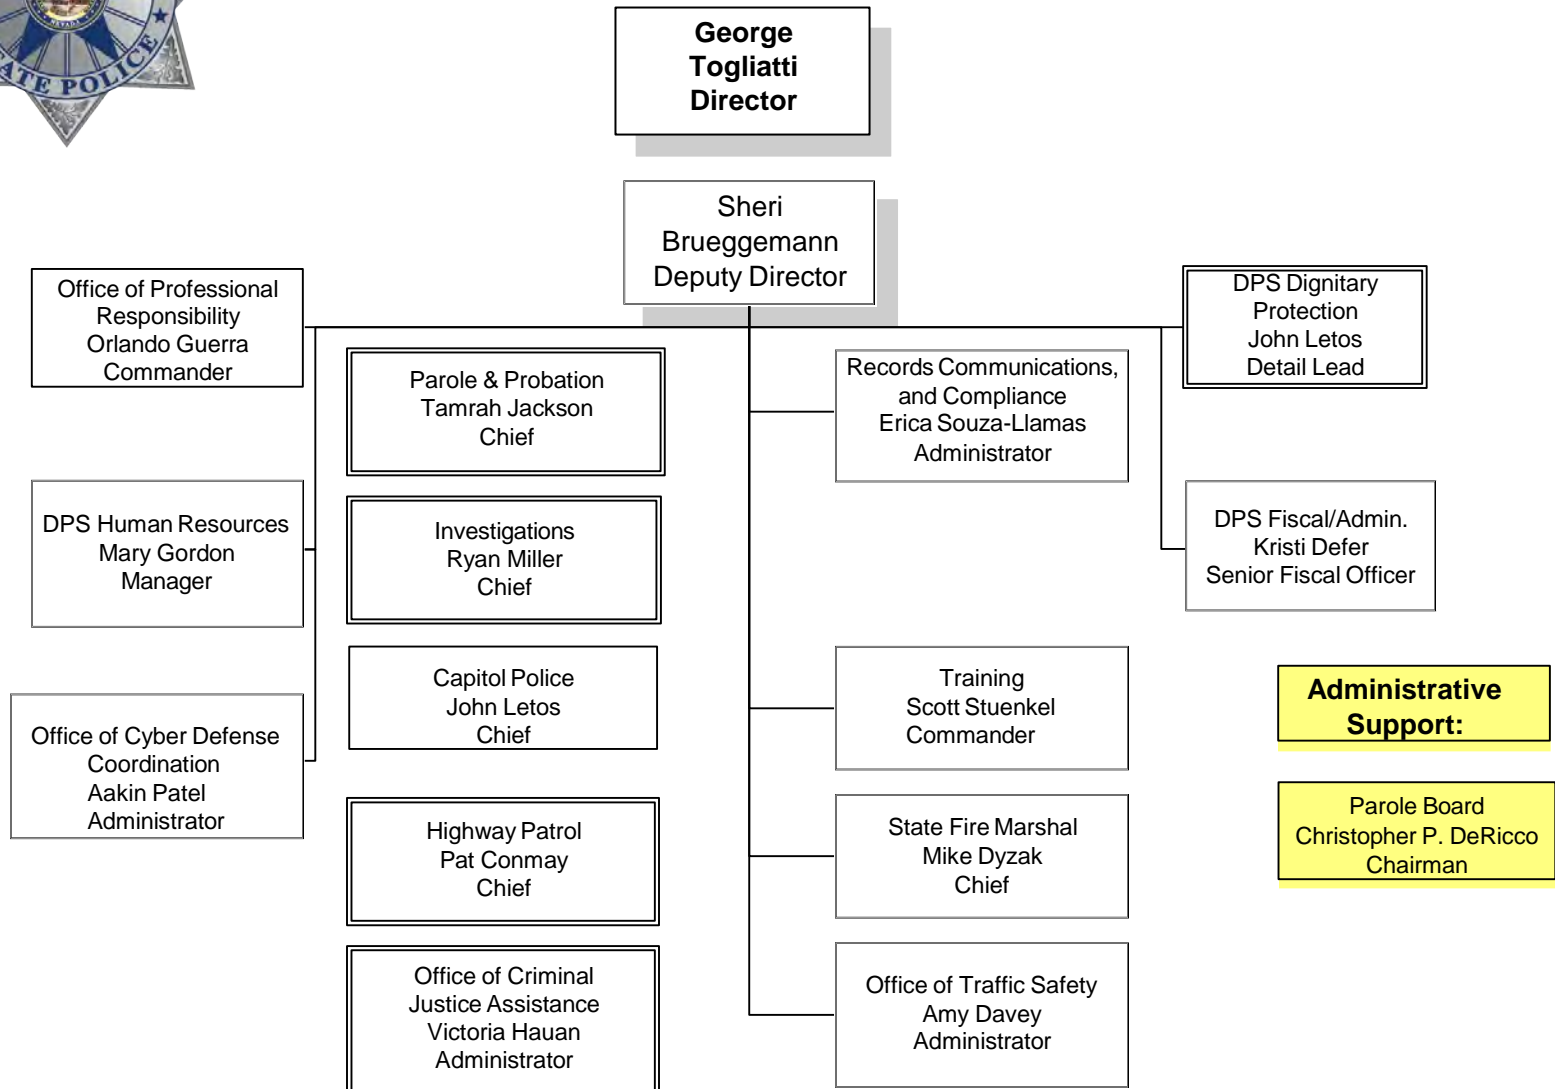 NEVADA
STATE POLICE
George
Togliatti
Director
Sheri
Brueggemann
Deputy Director
Office of Professional
Responsibility
Orlando Guerra
Commander
DPS Dignitary
Protection
John Letos
Detail Lead
Parole & Probation
Tamrah Jackson
Chief
Records Communications,
and Compliance
Erica Souza-Llamas
Administrator
DPS Human Resources
Mary Gordon
Manager
Investigations
Ryan Miller
Chief
DPS Fiscal/Admin.
Kristi Defer
Senior Fiscal Officer
Capitol Police
John Letos
Chief
Training
Scott Stuenkel
Commander
Administrative
Support:
Office of Cyber Defense
Coordination
Aakin Patel
Administrator
Highway Patrol
Pat Conmay
Chief
State Fire Marshal
Mike Dyzak
Chief
Parole Board
Christopher P. DeRicco
Chairman
Office of Criminal
Justice Assistance
Victoria Hauan
Administrator
Office of Traffic Safety
Amy Davey
Administrator